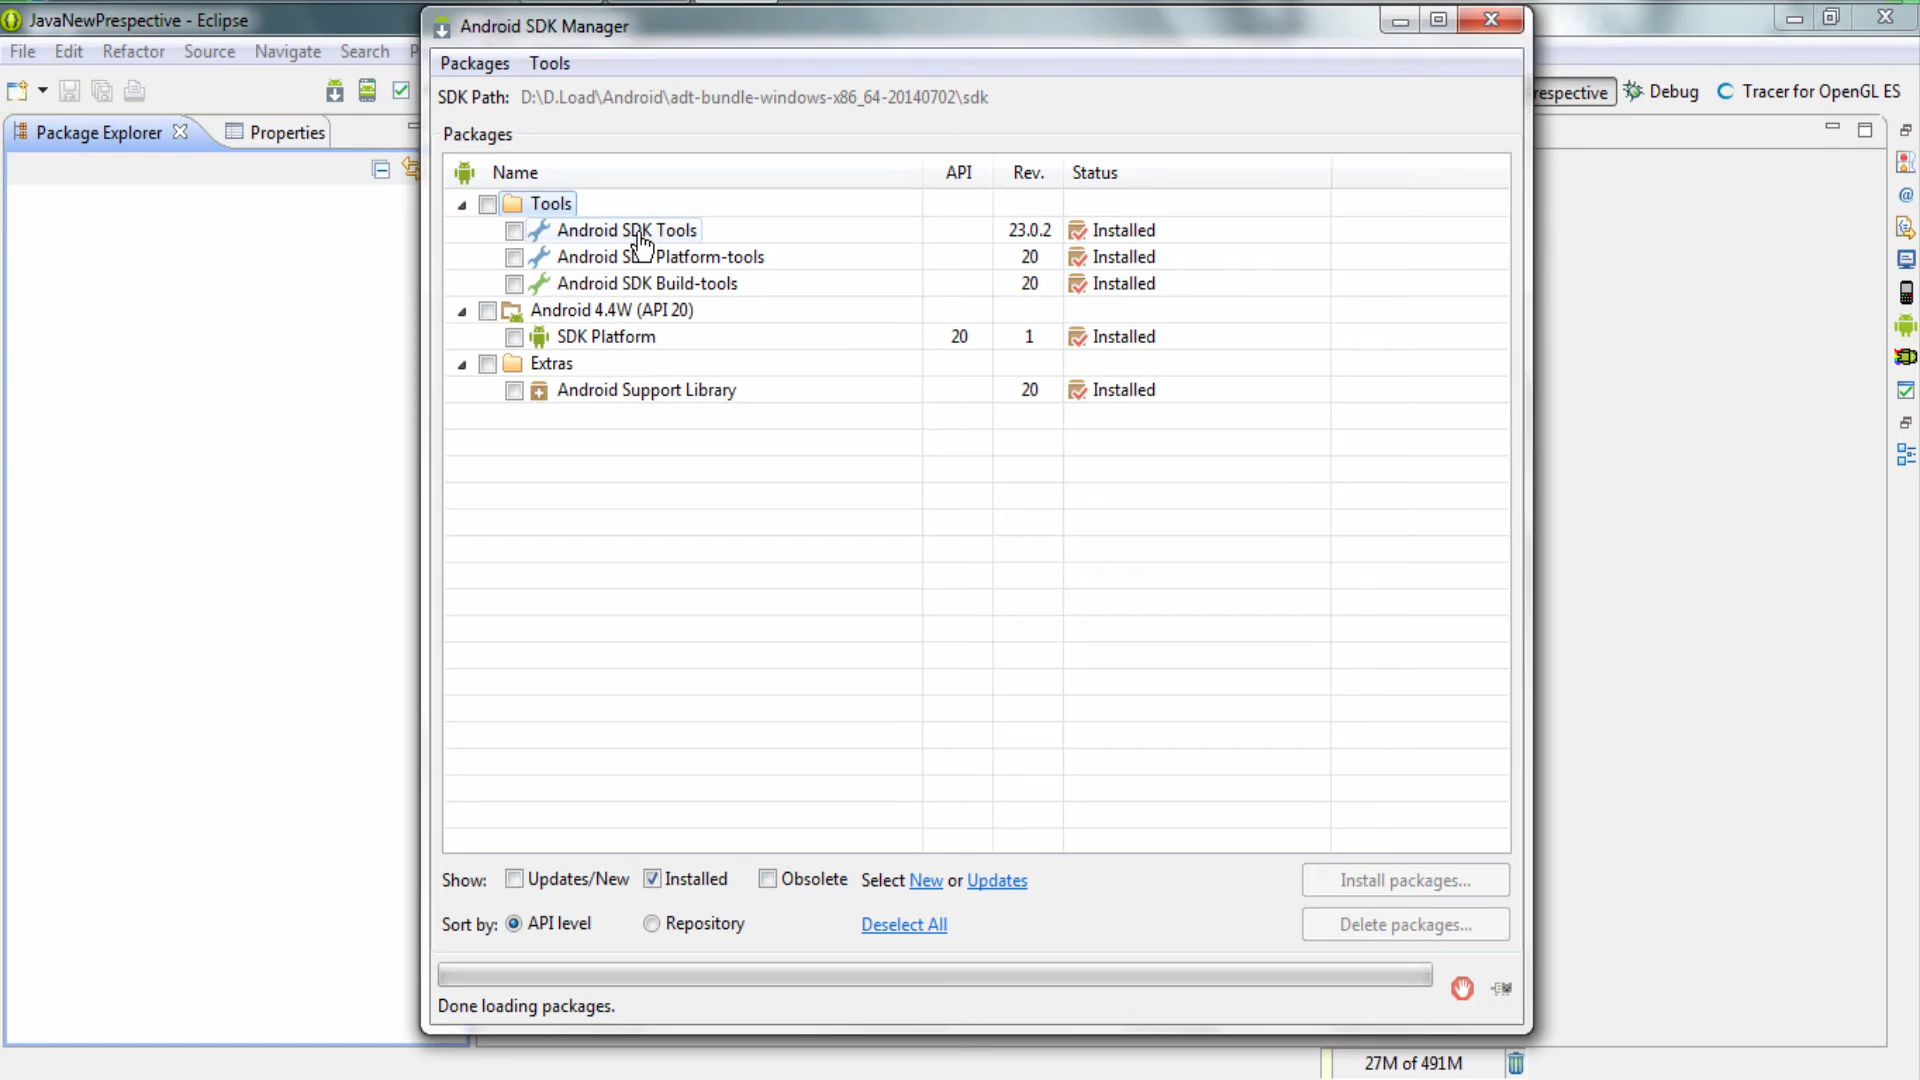 JavaNewPrespective - Eclipse
File Edit Refactor Source Navigate Search P
Package Explorer Properties
Android SDK Manager
Packages Tools
SDK Path: D:\D.Load\Android\adt-bundle-windows-x86_64-20140702\sdk
Packages
Name API Rev. Status
Tools
Android SDK Tools 23.0.2 Installed
Android SDK Platform-tools 20 Installed
Android SDK Build-tools 20 Installed
Android 4.4W (API 20)
SDK Platform 20 1 Installed
Extras
Android Support Library 20 Installed
Show: Updates/New Installed Obsolete Select New or Updates Install packages...
Sort by: API level Repository Deselect All Delete packages...
Done loading packages.
respective Debug Tracer for OpenGL ES
27M of 491M